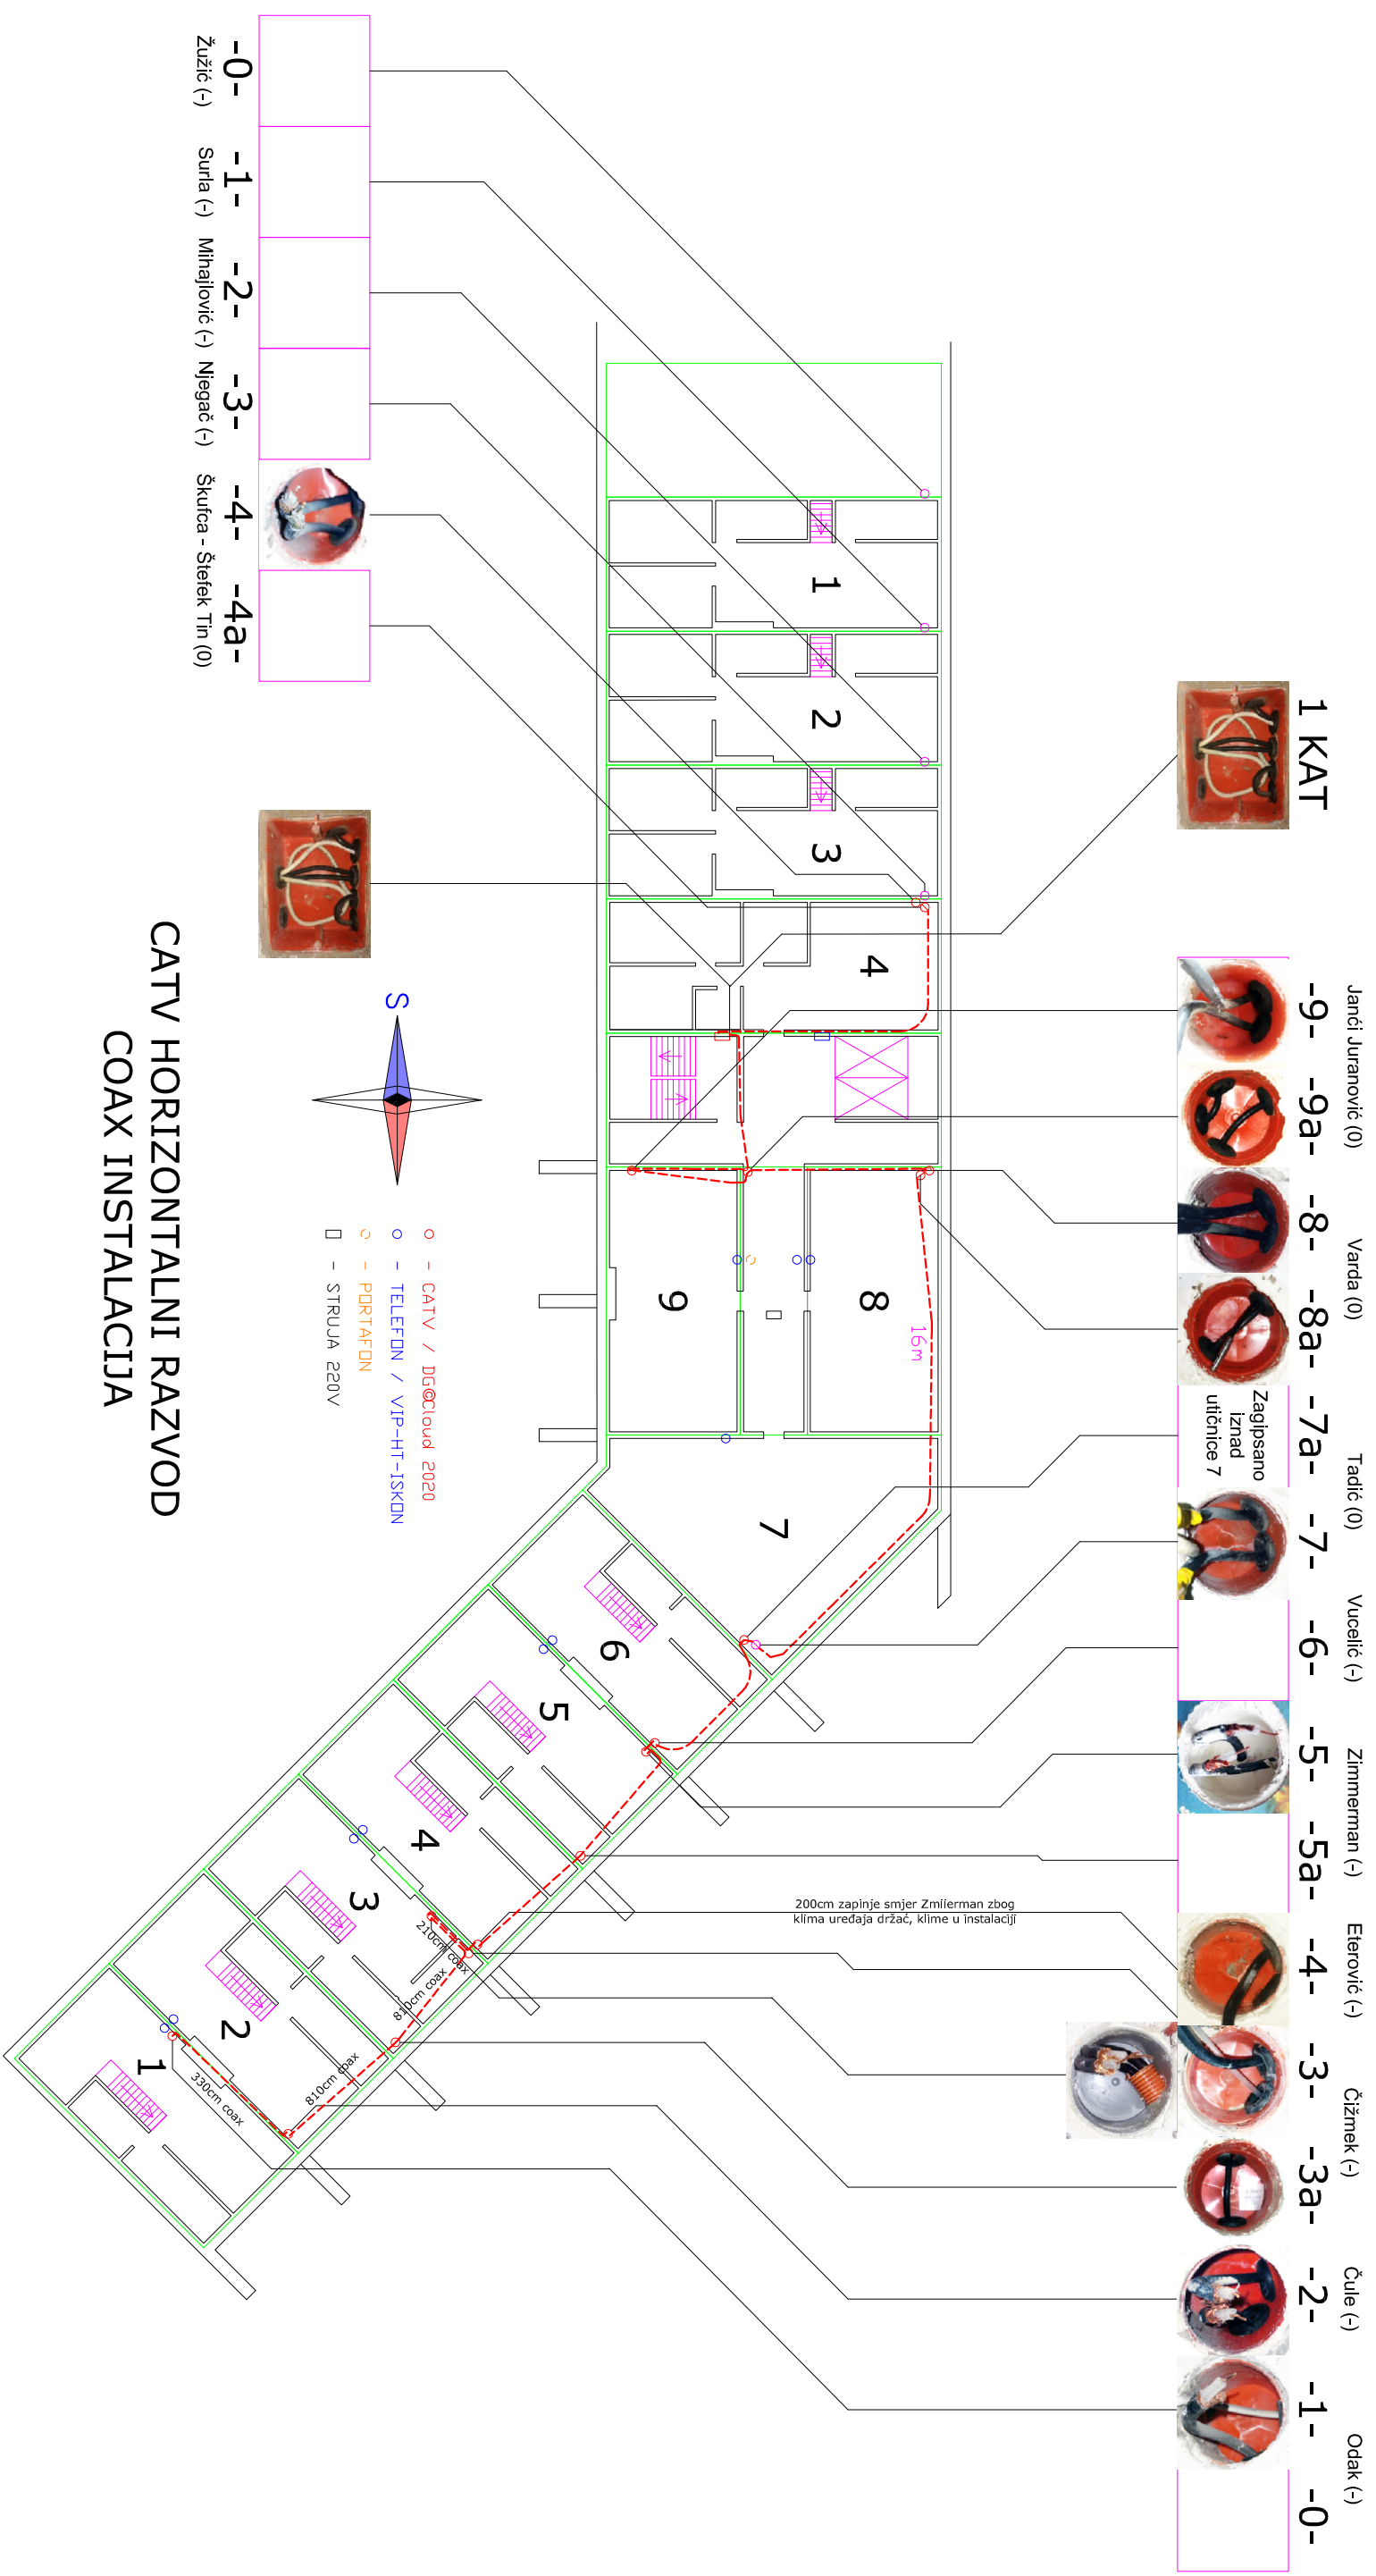 1 KAT
-9-
-9a-
-8-
-8a-
-7a-
-7-
-6-
-5-
-5a-
-4-
-3-
-3a-
-2-
-1-
-0-
Janći Juranović (0)
Varda (0)
Tadić (0)
Vucelić (-)
Zimmerman (-)
Eterović (-)
Čižmek (-)
Čule (-)
Odak (-)
Zagipsano
iznad
utičnice 7
200cm zapinje smjer Zmiierman zbog
klima uređaja držać, klime u instalaciji
1
2
3
4
8
9
7
16m
6
5
4
3
2
1
210cm coax
810cm coax
810cm coax
330cm coax
-0-
-1-
-2-
-3-
-4-
-4a-
Žužić (-)
Surla (-)
Mihajlović (-)
Njegač (-)
Škufca - Štefek Tin (0)
S
- CATV / DG©Cloud 2020
- TELEFON / VIP-HT-ISKON
- PORTAFON
- STRUJA 220V
CATV HORIZONTALNI RAZVOD
COAX INSTALACIJA